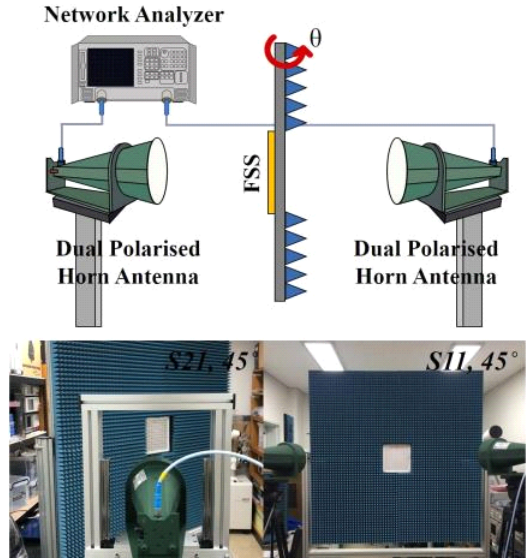 Network Analyzer
θ
FSS
Dual Polarised
Horn Antenna
Dual Polarised
Horn Antenna
S21, 45°
S11, 45°